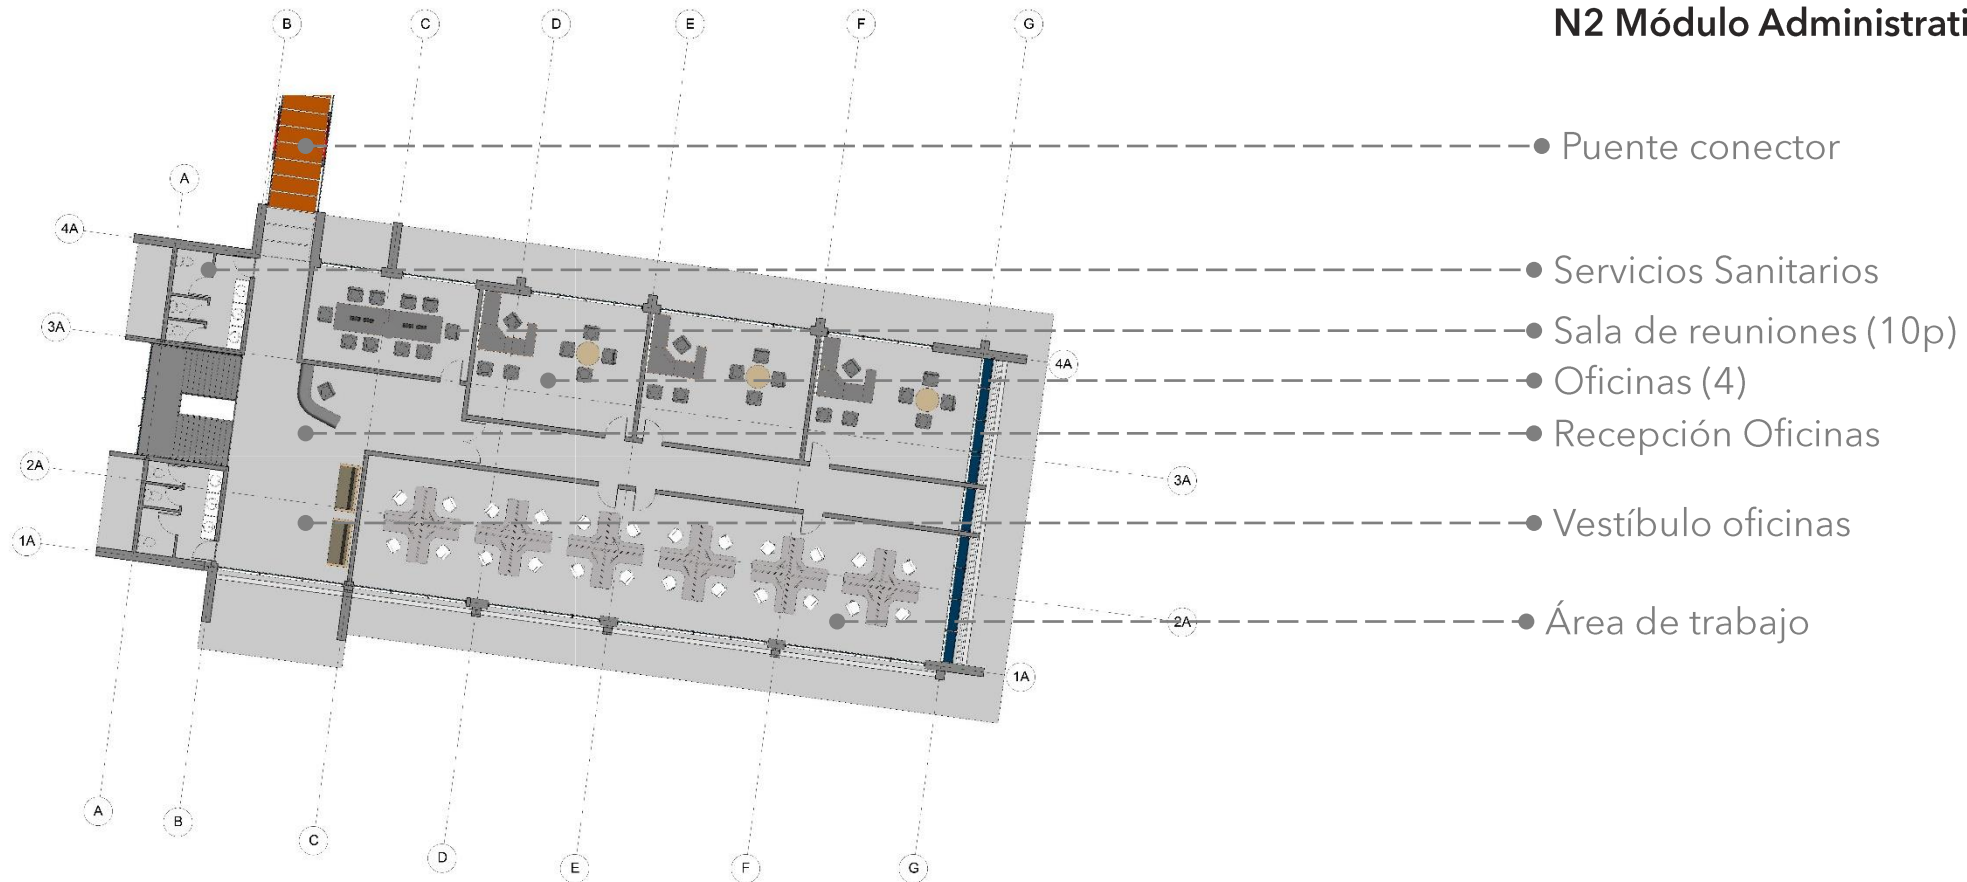 N2 Módulo Administrati
B C D E F G
Puente conector
A
4A
Servicios Sanitarios
3A
Sala de reuniones (10p)
4A
Oficinas (4)
Recepción Oficinas
2A
3A
Vestíbulo oficinas
1A
2A
Área de trabajo
1A
A B C D E F G